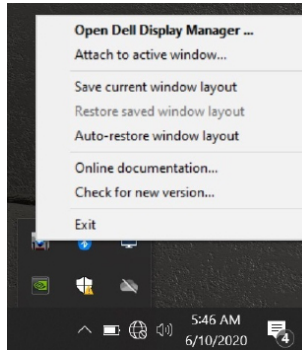 Open Dell Display Manager ...
Attach to active window...
Save current window layout
Restore saved window layout
Auto-restore window layout
Online documentation...
Check for new version...
Exit
5:46 AM
6/10/2020
4